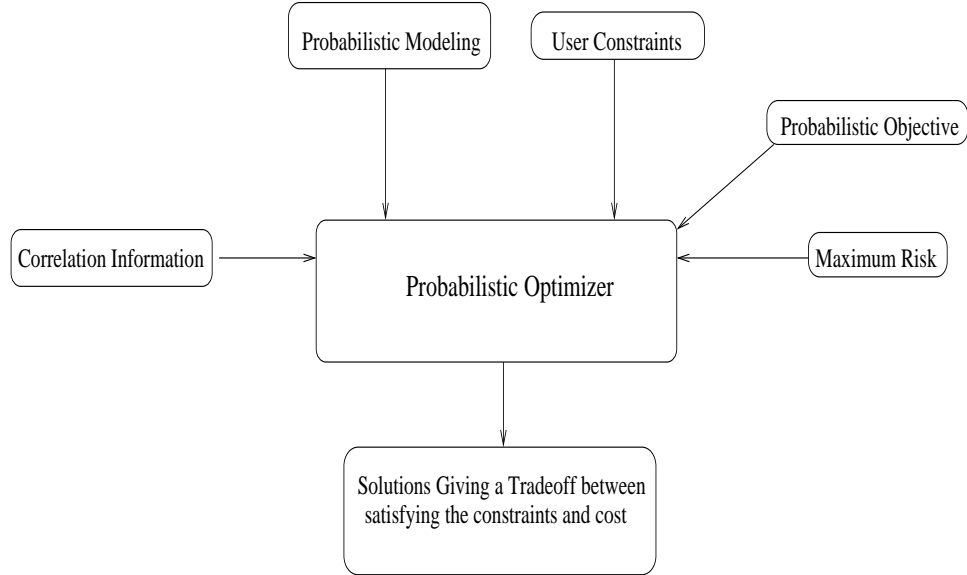 Probabilistic Modeling
User Constraints
Probabilistic Objective
Correlation Information
Maximum Risk
Probabilistic Optimizer
Solutions Giving a Tradeoff between
satisfying the constraints and cost